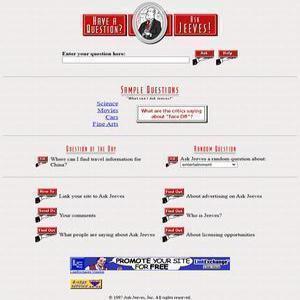 HAVE A QUESTION?
ASK JEEVES!
Enter your question here:
Ask
Help
SAMPLE QUESTIONS
"What can I Ask Jeeves?"
Science
Movies
Cars
Fine Arts
What are the critics saying
about "Face Off"?
QUESTION OF THE DAY
RANDOM QUESTION
Where can I find travel information for
China?
Ask Jeeves a random question about:
entertainment
How To
Link your site to Ask Jeeves
Find Out
About advertising on Ask Jeeves
Send Us
Your comments
Find Out
Who is Jeeves?
Find Out
What people are saying about Ask Jeeves
Find Out
About licensing opportunities
PROMOTE YOUR SITE
FOR FREE
LinkExchange
© 1997 Ask Jeeves, Inc. All rights reserved.